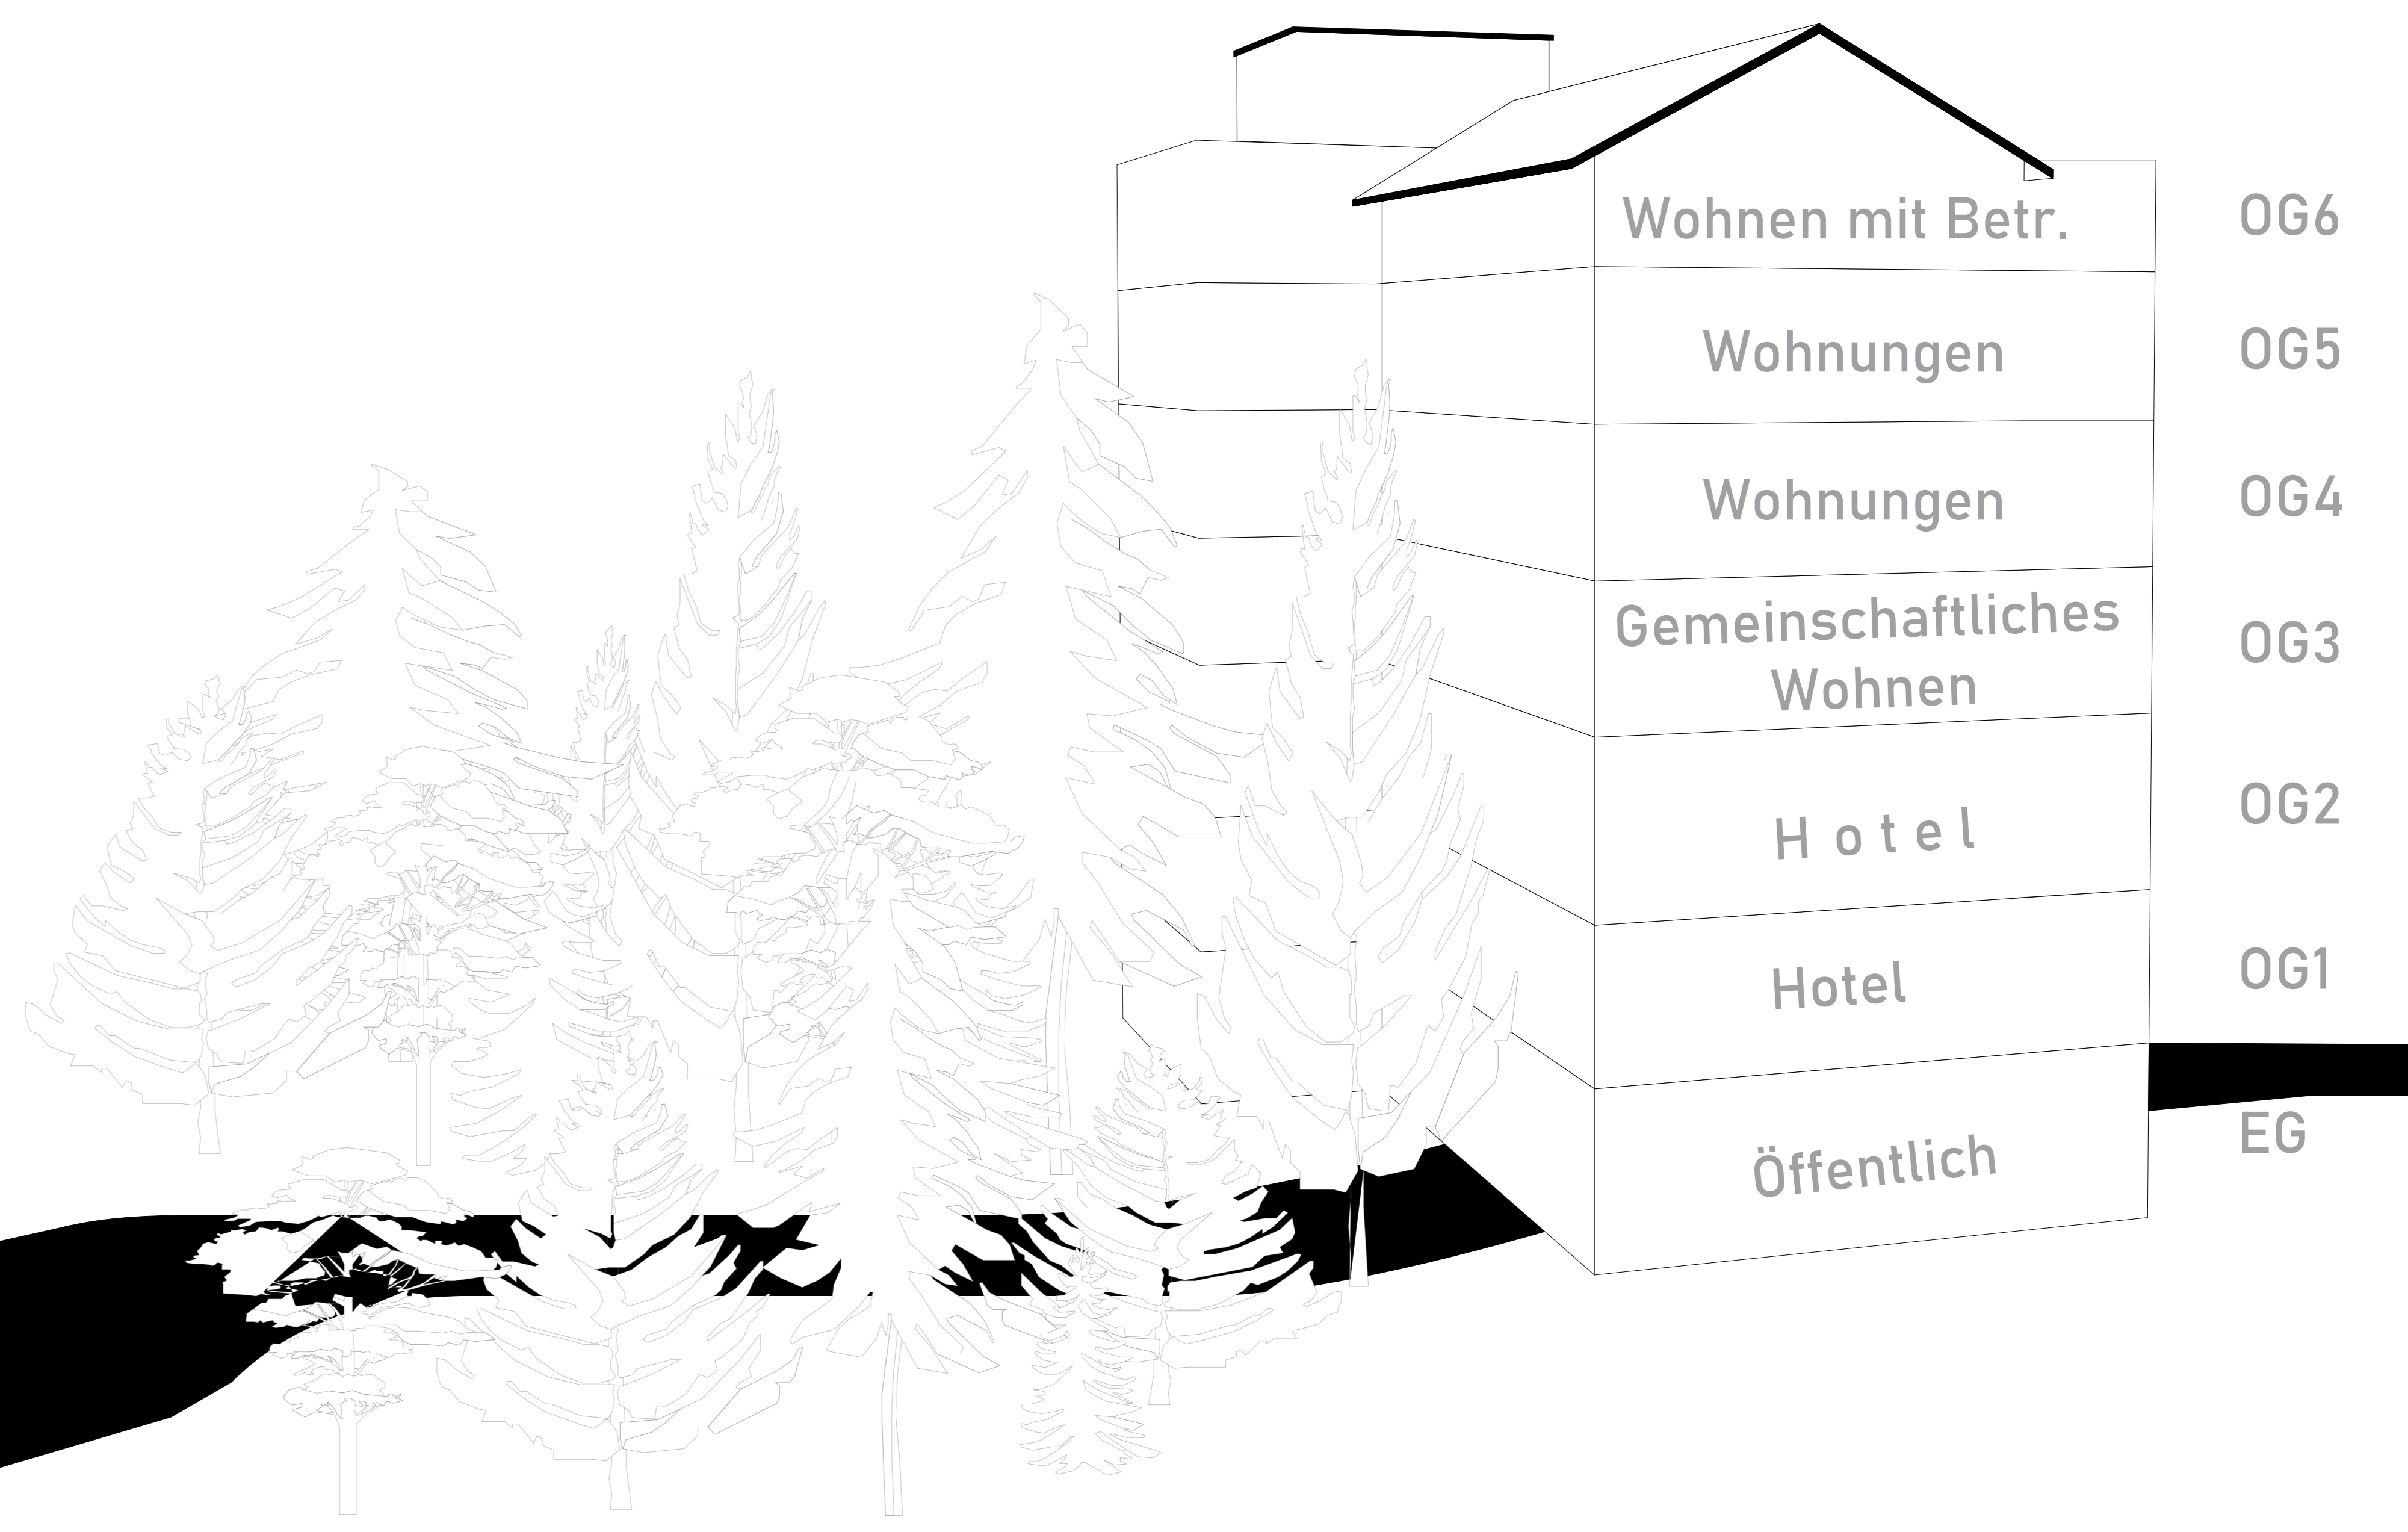 Wohnen mit Betr. OG6
Wohnungen OG5
Wohnungen OG4
Gemeinschaftliches
Wohnen OG3
Hotel OG2
Hotel OG1
Öffentlich EG